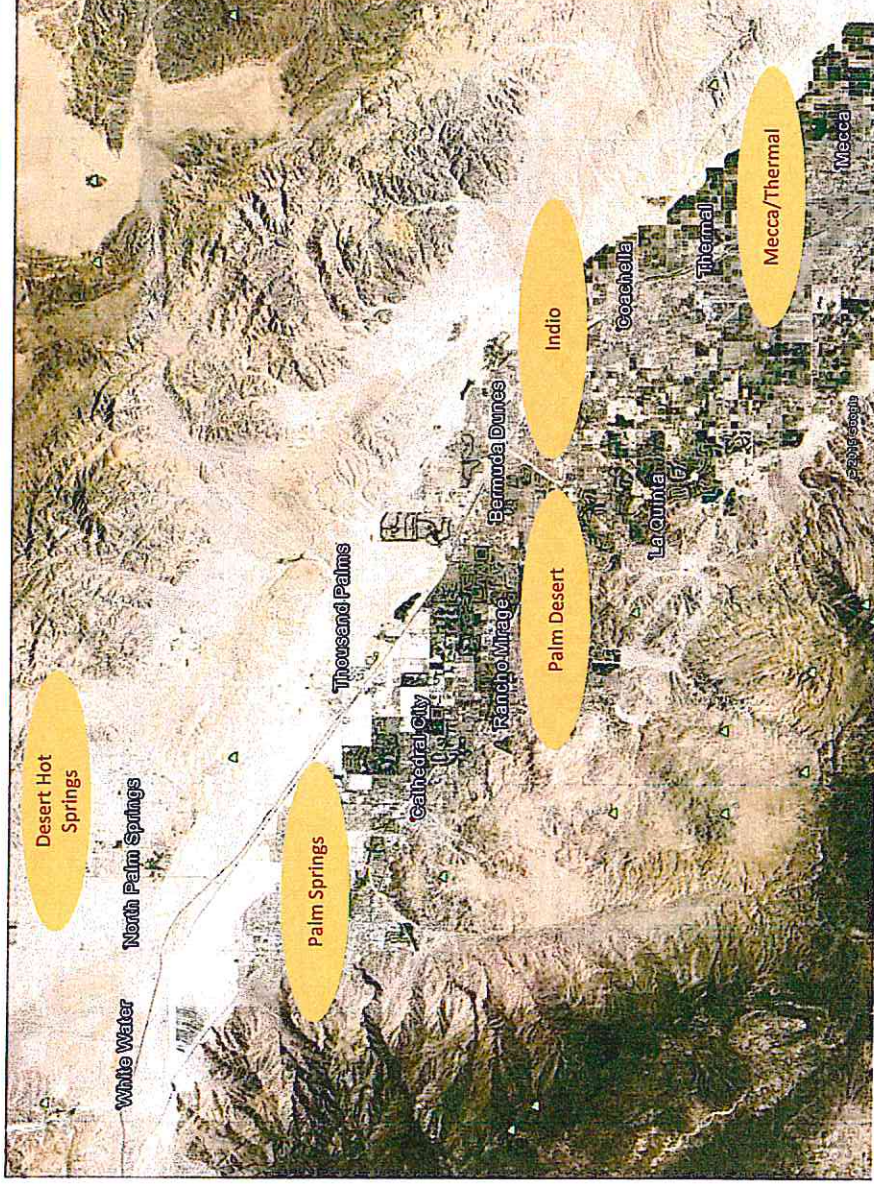 Desert Hot
Springs
White Water
North Palm Springs
Palm Springs
Thousand Palms
Cathedral City
Rancho Mirage
Bermuda Dunes
Palm Desert
Indio
La Quinta
Coachella
Thermal
Mecca/Thermal
Mecca